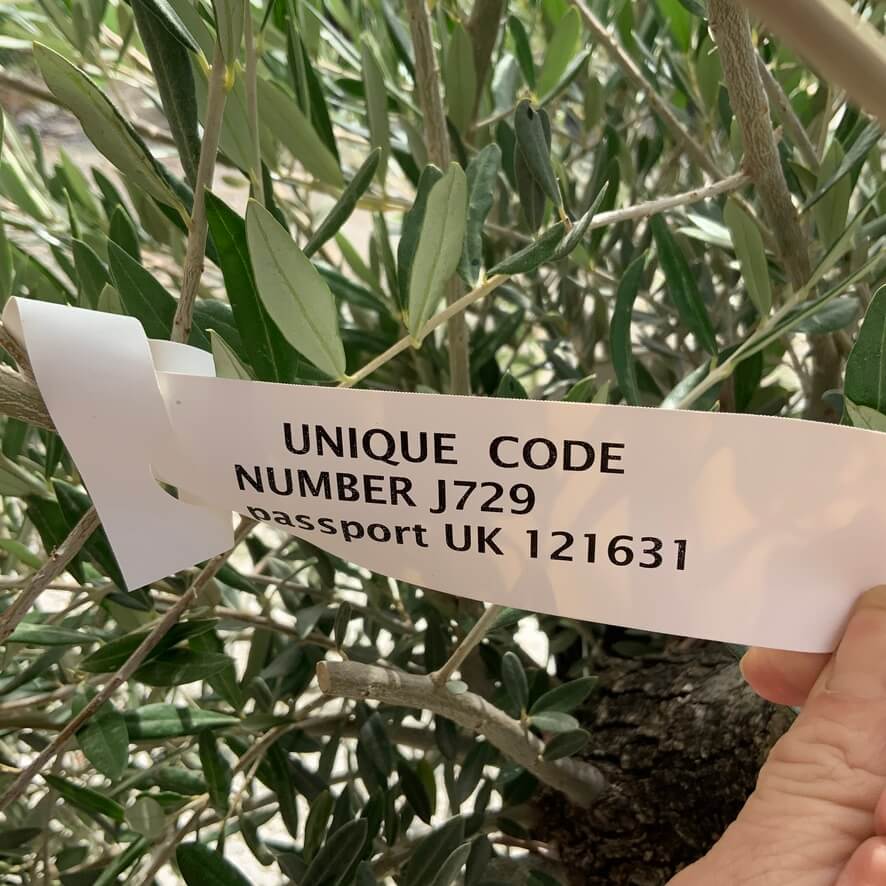 UNIQUE CODE
NUMBER J729
passport UK 121631